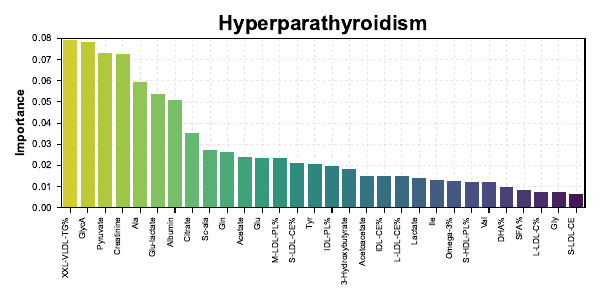 Hyperparathyroidism
Importance
0.08
0.07
0.06
0.05
0.04
0.03
0.02
0.01
0.00
XXL-VLDL-TG%
GlycA
Pyruvate
Creatinine
Ala
Glu-lactate
Albumin
Citrate
Sc-ala
Gln
Acetate
Glu
M-LDL-PL%
S-LDL-CE%
Tyr
IDL-PL%
3-Hydroxybutyrate
Acetoacetate
IDL-CE%
L-LDL-CE%
Lactate
Ile
Omega-3%
S-HDL-PL%
Val
DHA%
SFA%
L-LDL-C%
Gly
S-LDL-CE